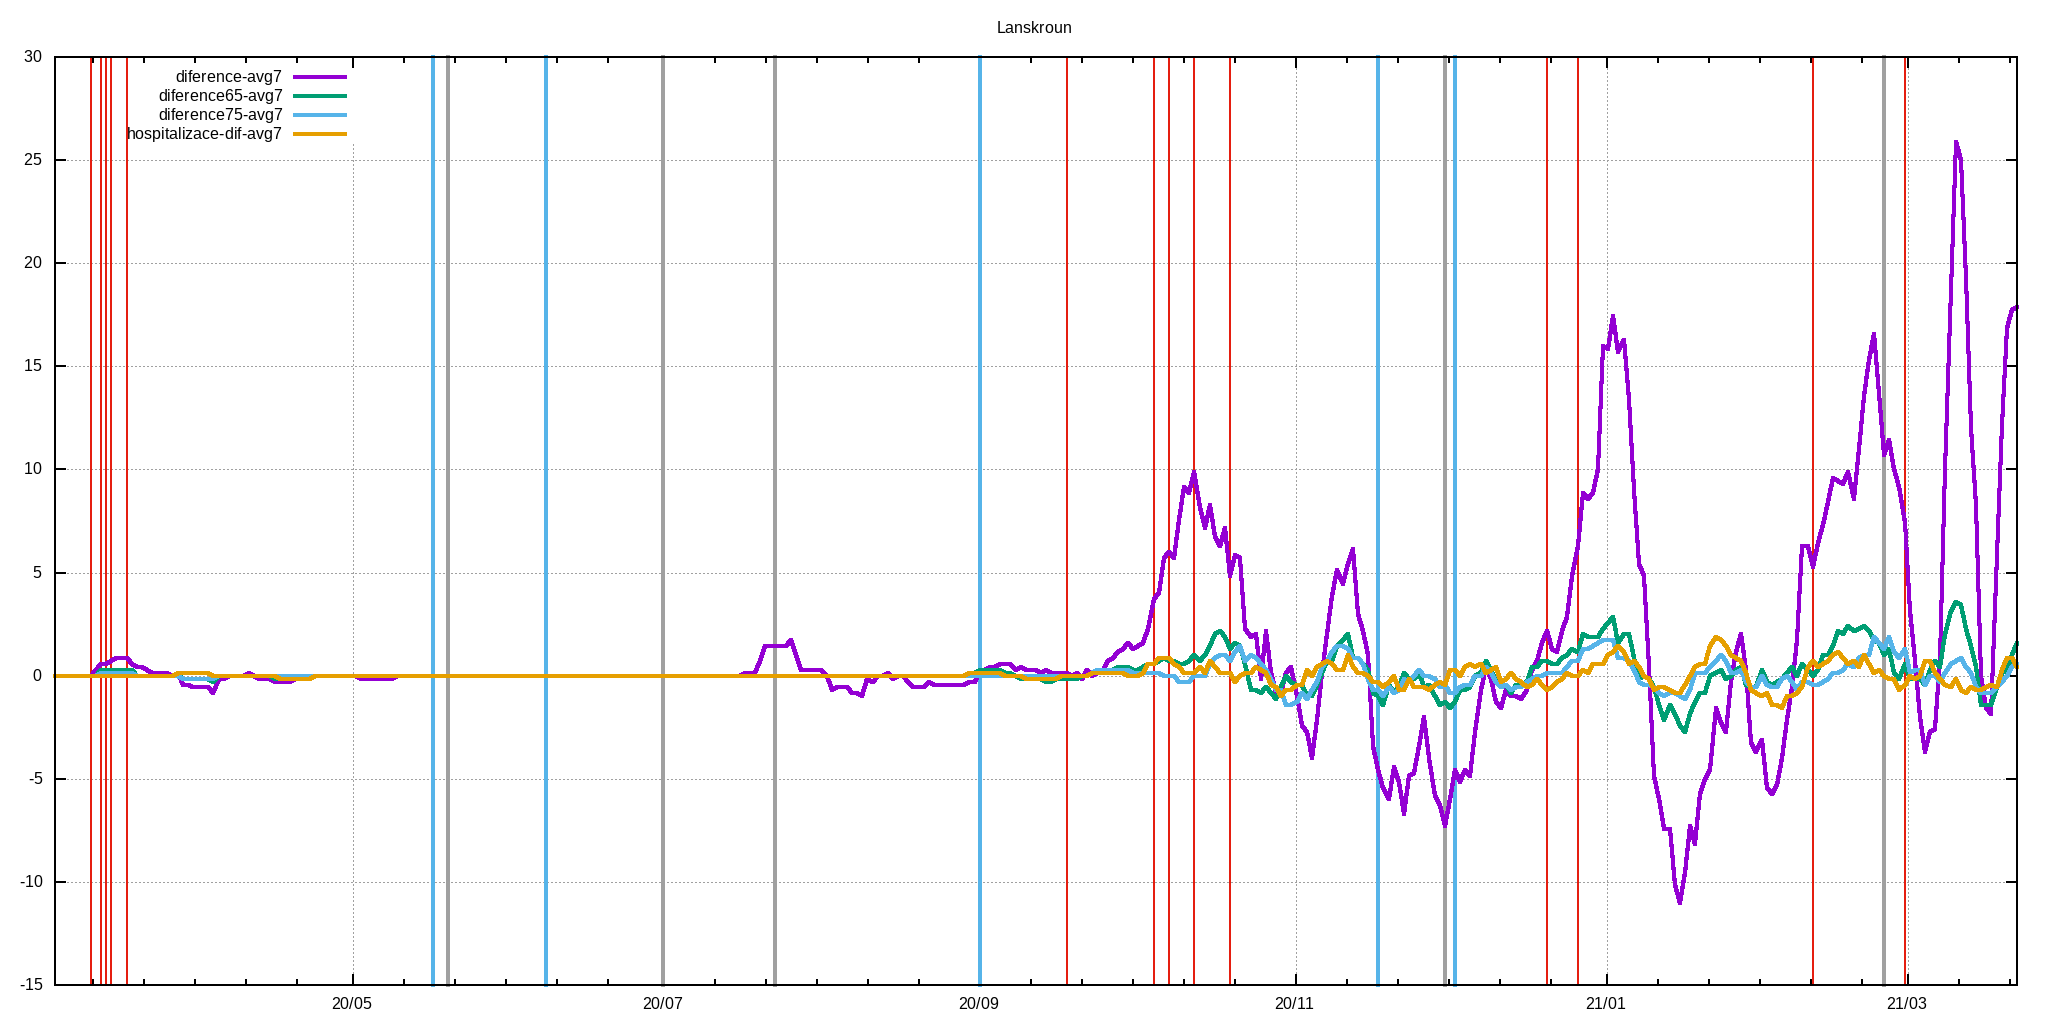 Lanskroun
30
diference-avg7
diference65-avg7
diference75-avg7
hospitalizace-dif-avg7
25
20
15
10
5
0
-5
-10
-15
20/05 20/07 20/09 20/11 21/01 21/03